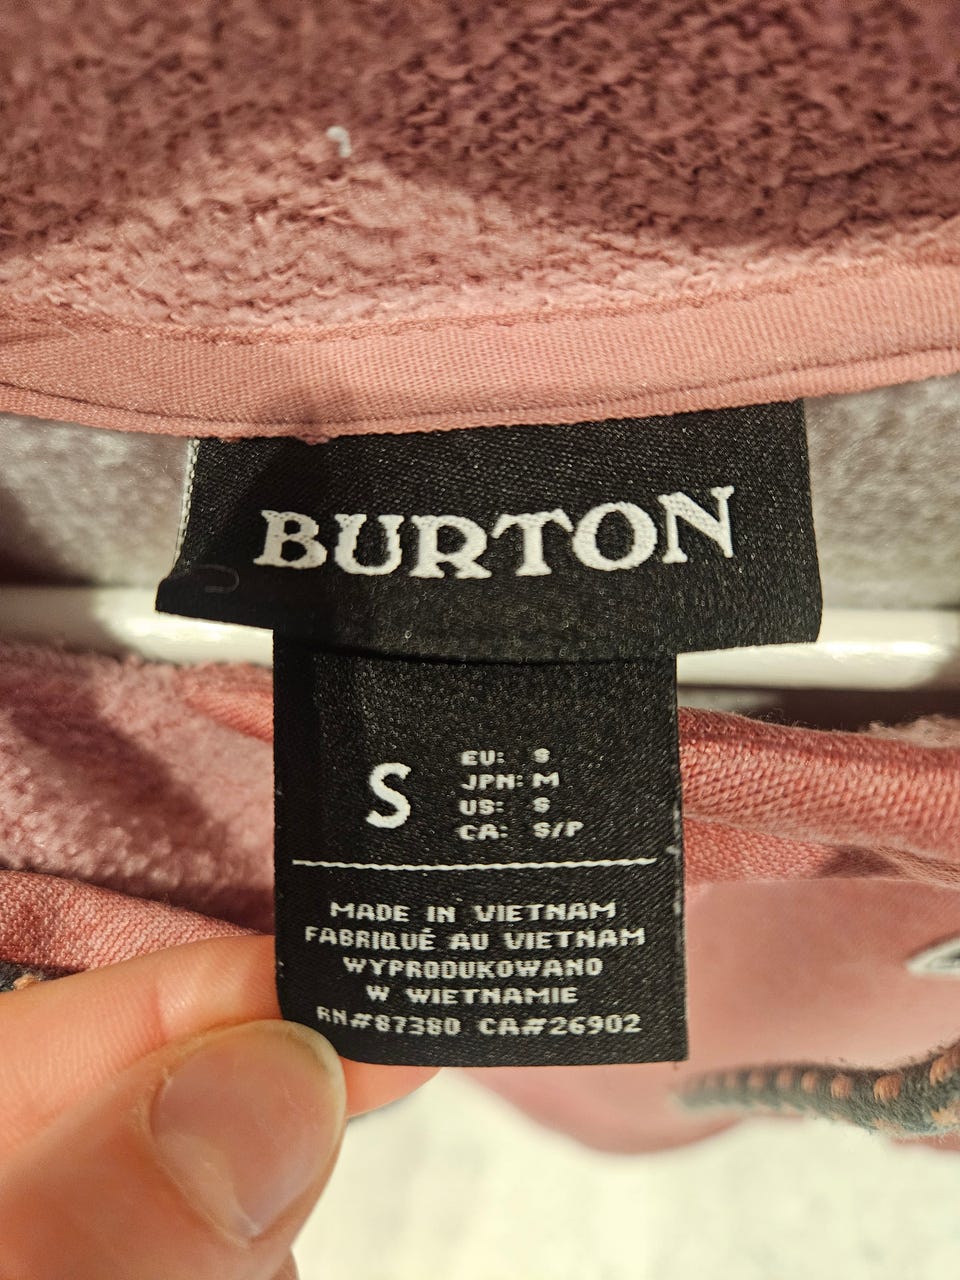 BURTON
S
EU: S
JPN: M
US: S
CA: S/P
MADE IN VIETNAM
FABRIQUÉ AU VIETNAM
WYPRODUKOWANO
W WIETNAMIE
RN#87380 CA#26902